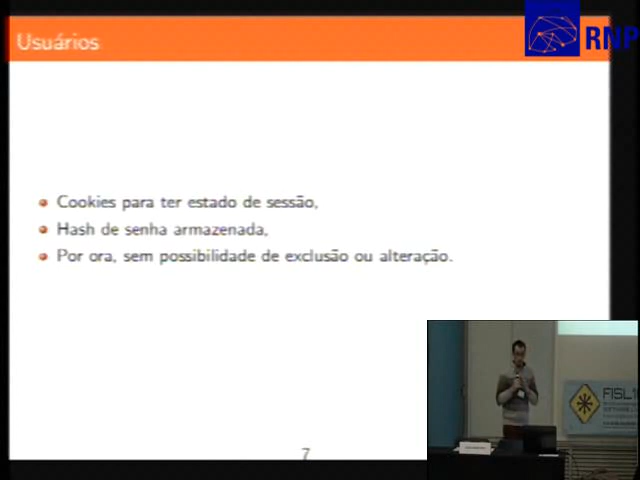 Usuários
RNP
Cookies para ter estado de sessão,
Hash de senha armazenada,
Por ora, sem possibilidade de exclusão ou alteração.
7